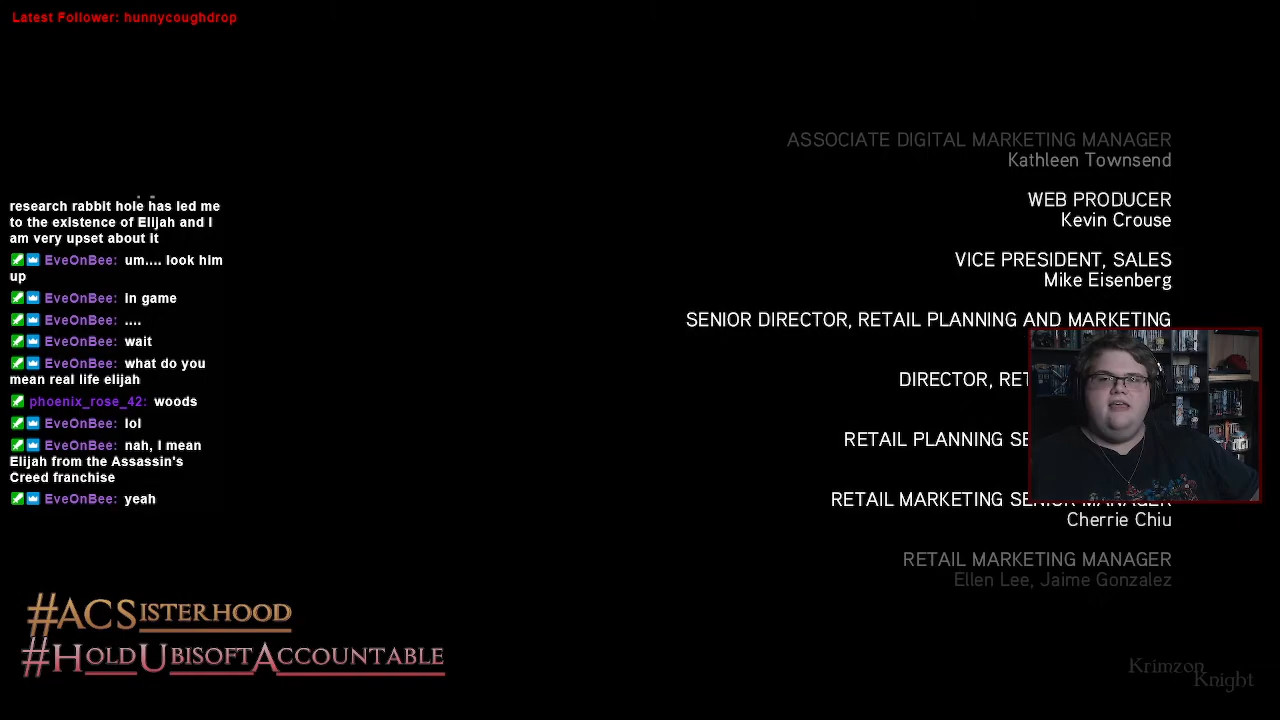 Latest Follower: hunnycoughdrop
research rabbit hole has led me
to the existence of Elijah and I
am very upset about it
EveOnBee: um.... look him
up
EveOnBee: In game
EveOnBee: ....
EveOnBee: wait
EveOnBee: what do you
mean real life elijah
phoenix_rose_42: woods
EveOnBee: lol
EveOnBee: nah, I mean
Elijah from the Assassin's
Creed franchise
EveOnBee: yeah
#ACSISTERHOOD
#HOLDUBISOFTACCOUNTABLE
ASSOCIATE DIGITAL MARKETING MANAGER
Kathleen Townsend
WEB PRODUCER
Kevin Crouse
VICE PRESIDENT, SALES
Mike Eisenberg
SENIOR DIRECTOR, RETAIL PLANNING AND MARKETING
DIRECTOR,
RETAIL PLANNING
RETAIL MARKETING SENIOR MANAGER
Cherrie Chiu
RETAIL MARKETING MANAGER
Ellen Lee, Jaime Gonzalez
Krimzon
Knight